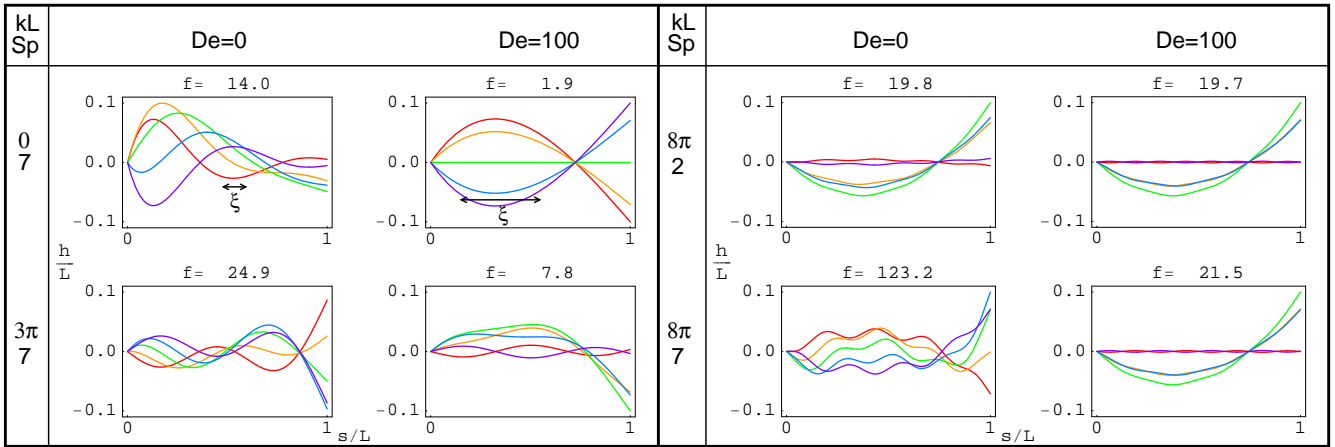 kL Sp De=0 De=100 kL Sp De=0 De=100
0 7
f= 14.0
0.1
0.0
-0.1
0 1
ξ
f= 1.9
0.1
0.0
-0.1
0 1
ξ
8π 2
f= 19.8
0.1
0.0
-0.1
0 1
f= 19.7
0.1
0.0
-0.1
0 1
h/L
3π 7
f= 24.9
0.1
0.0
-0.1
0 1
s/L
f= 7.8
0.1
0.0
-0.1
0 1
h/L
8π 7
f= 123.2
0.1
0.0
-0.1
0 1
s/L
f= 21.5
0.1
0.0
-0.1
0 1